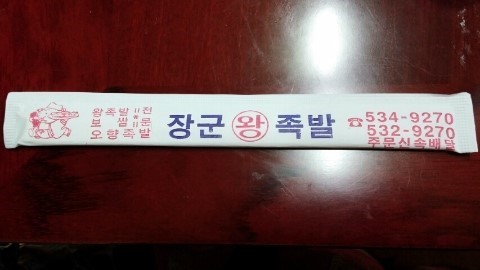 왕족발 전
보쌈 문
오향족발
장군 왕 족발
☎534-9270
532-9270
주문신속배달